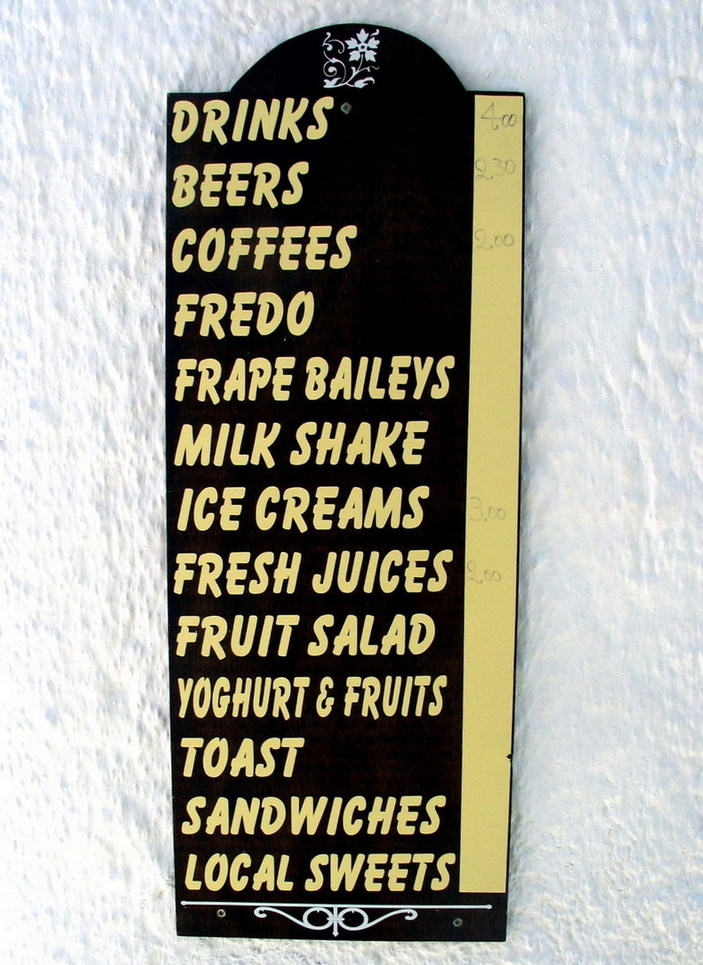 DRINKS 4.00
BEERS 2.30
COFFEES 2.00
FREDO
FRAPE BAILEYS
MILK SHAKE
ICE CREAMS 3.00
FRESH JUICES 2.00
FRUIT SALAD
YOGHURT & FRUITS
TOAST
SANDWICHES
LOCAL SWEETS